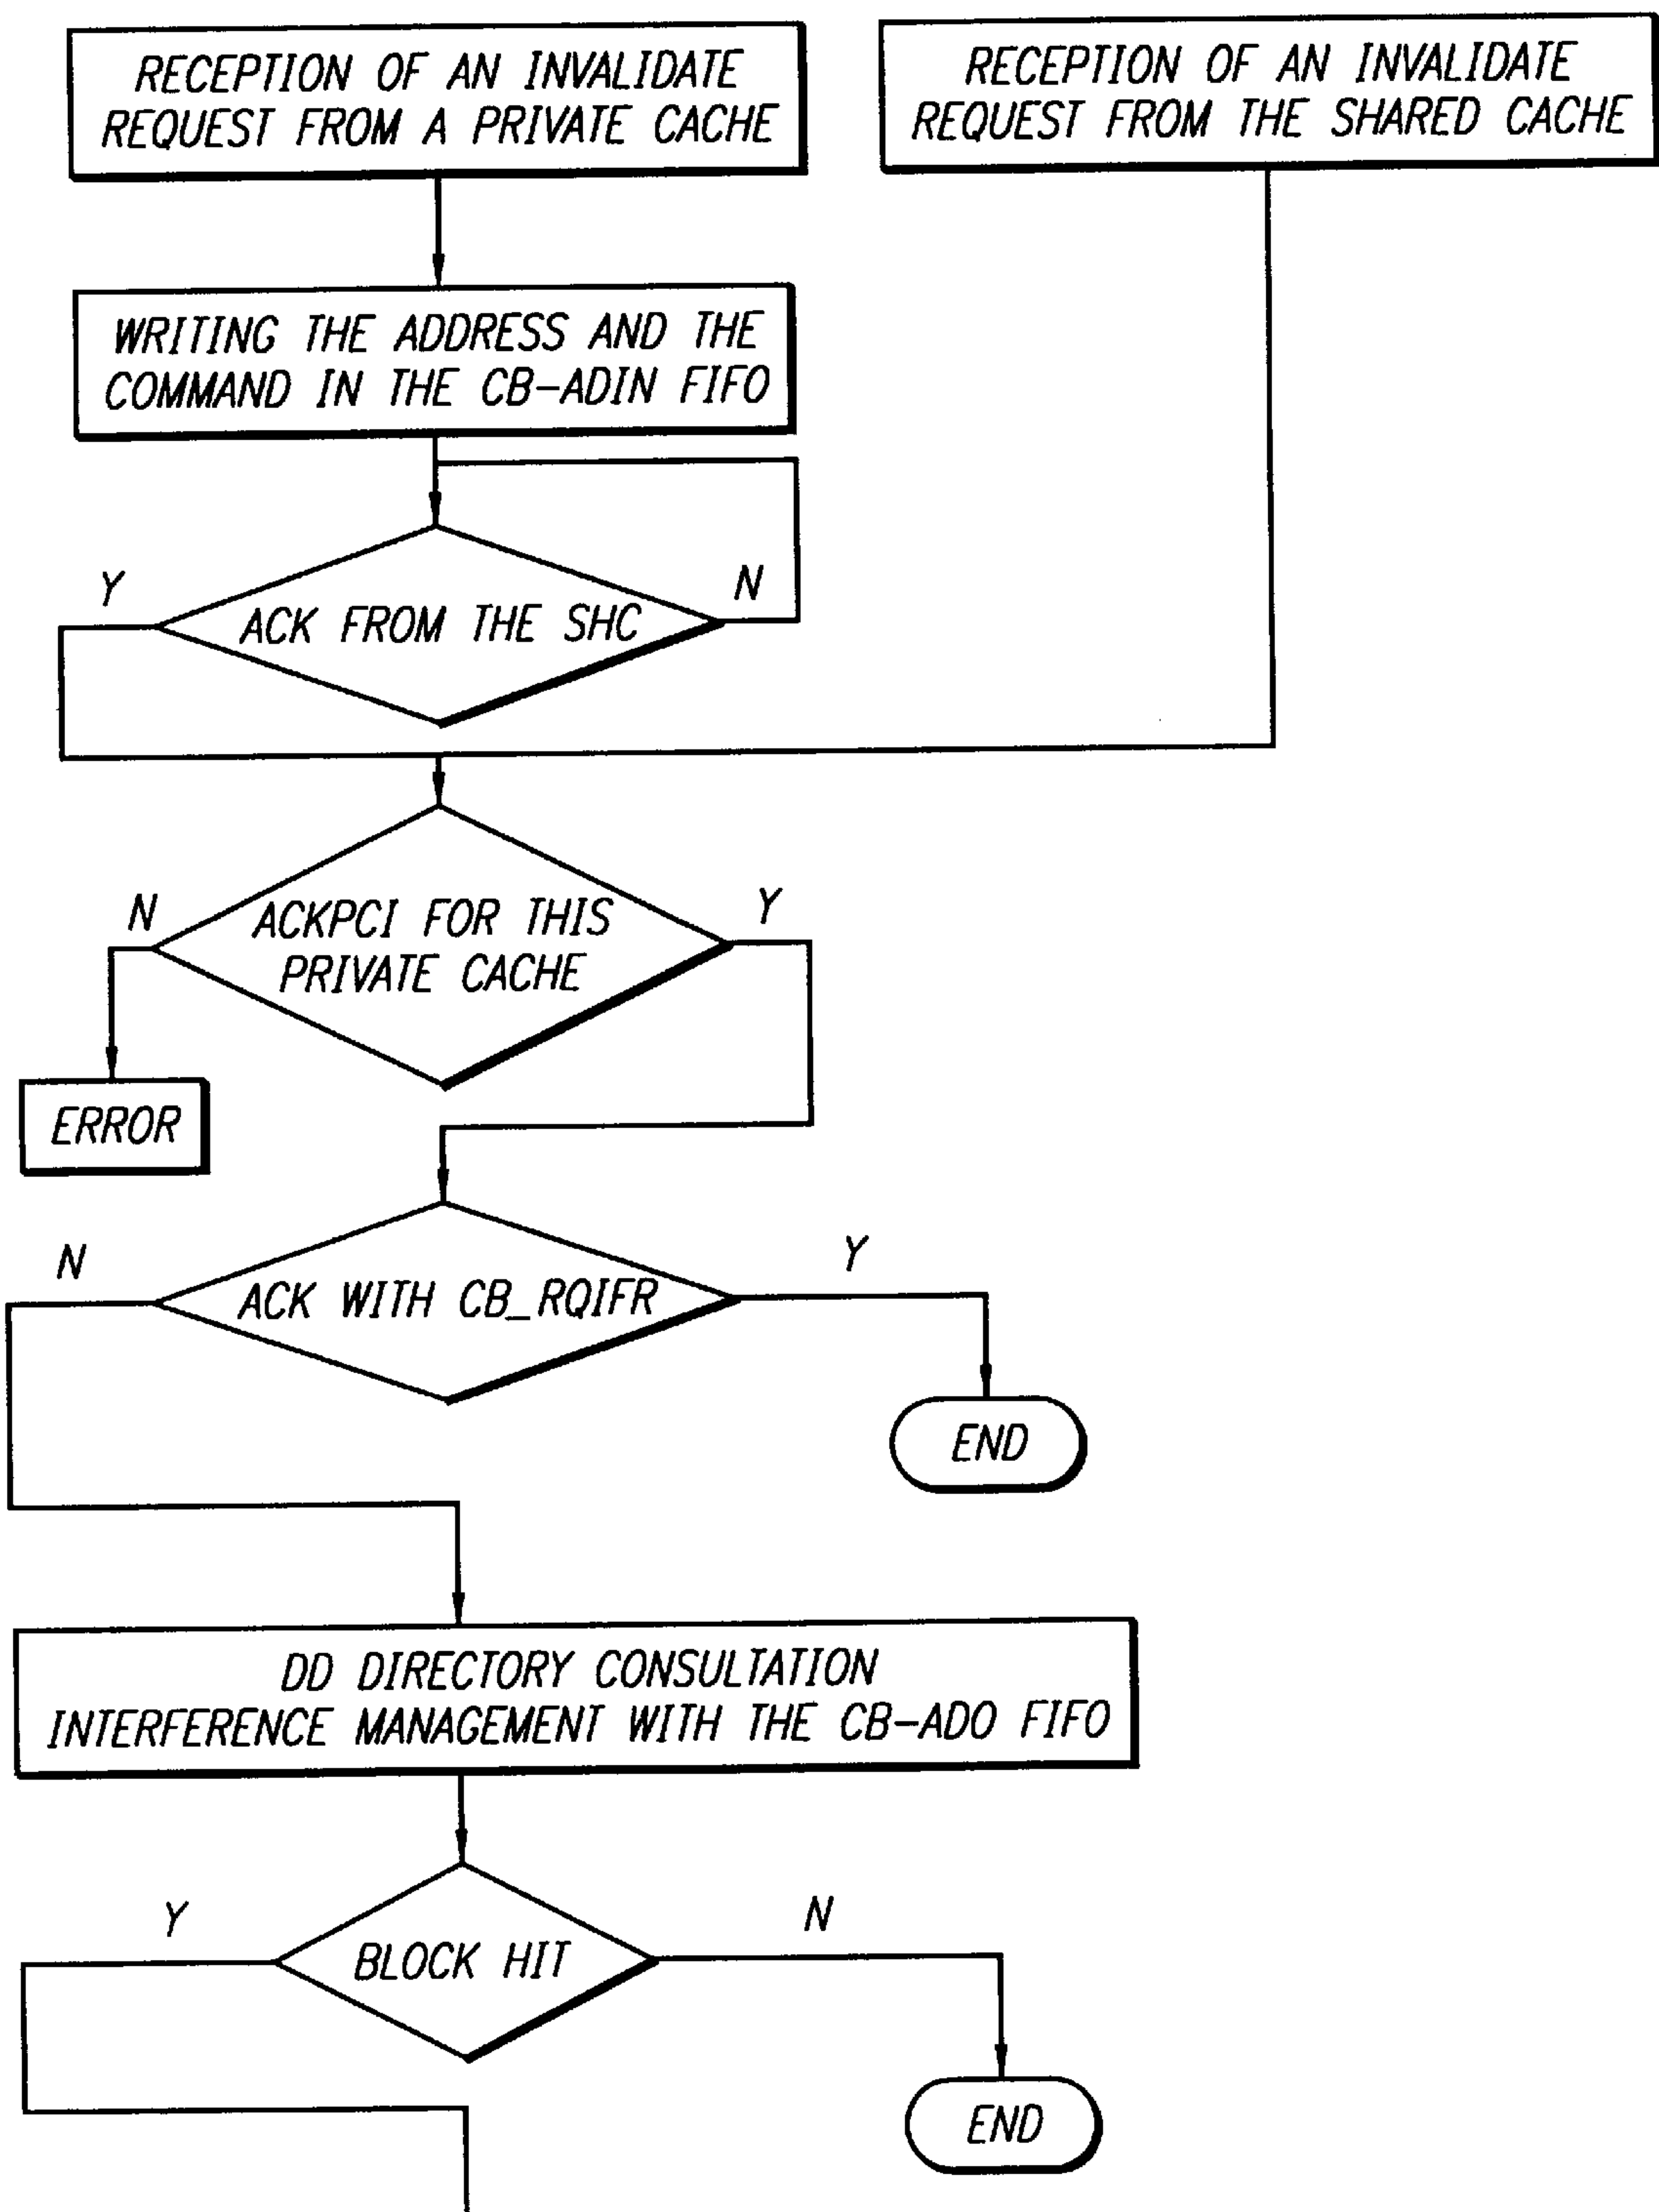 RECEPTION OF AN INVALIDATE
REQUEST FROM A PRIVATE CACHE
RECEPTION OF AN INVALIDATE
REQUEST FROM THE SHARED CACHE
WRITING THE ADDRESS AND THE
COMMAND IN THE CB-ADIN FIFO
Y
ACK FROM THE SHC
N
N
ACKPCI FOR THIS
PRIVATE CACHE
Y
ERROR
N
ACK WITH CB_RQIFR
Y
END
DD DIRECTORY CONSULTATION
INTERFERENCE MANAGEMENT WITH THE CB-ADO FIFO
Y
BLOCK HIT
N
END